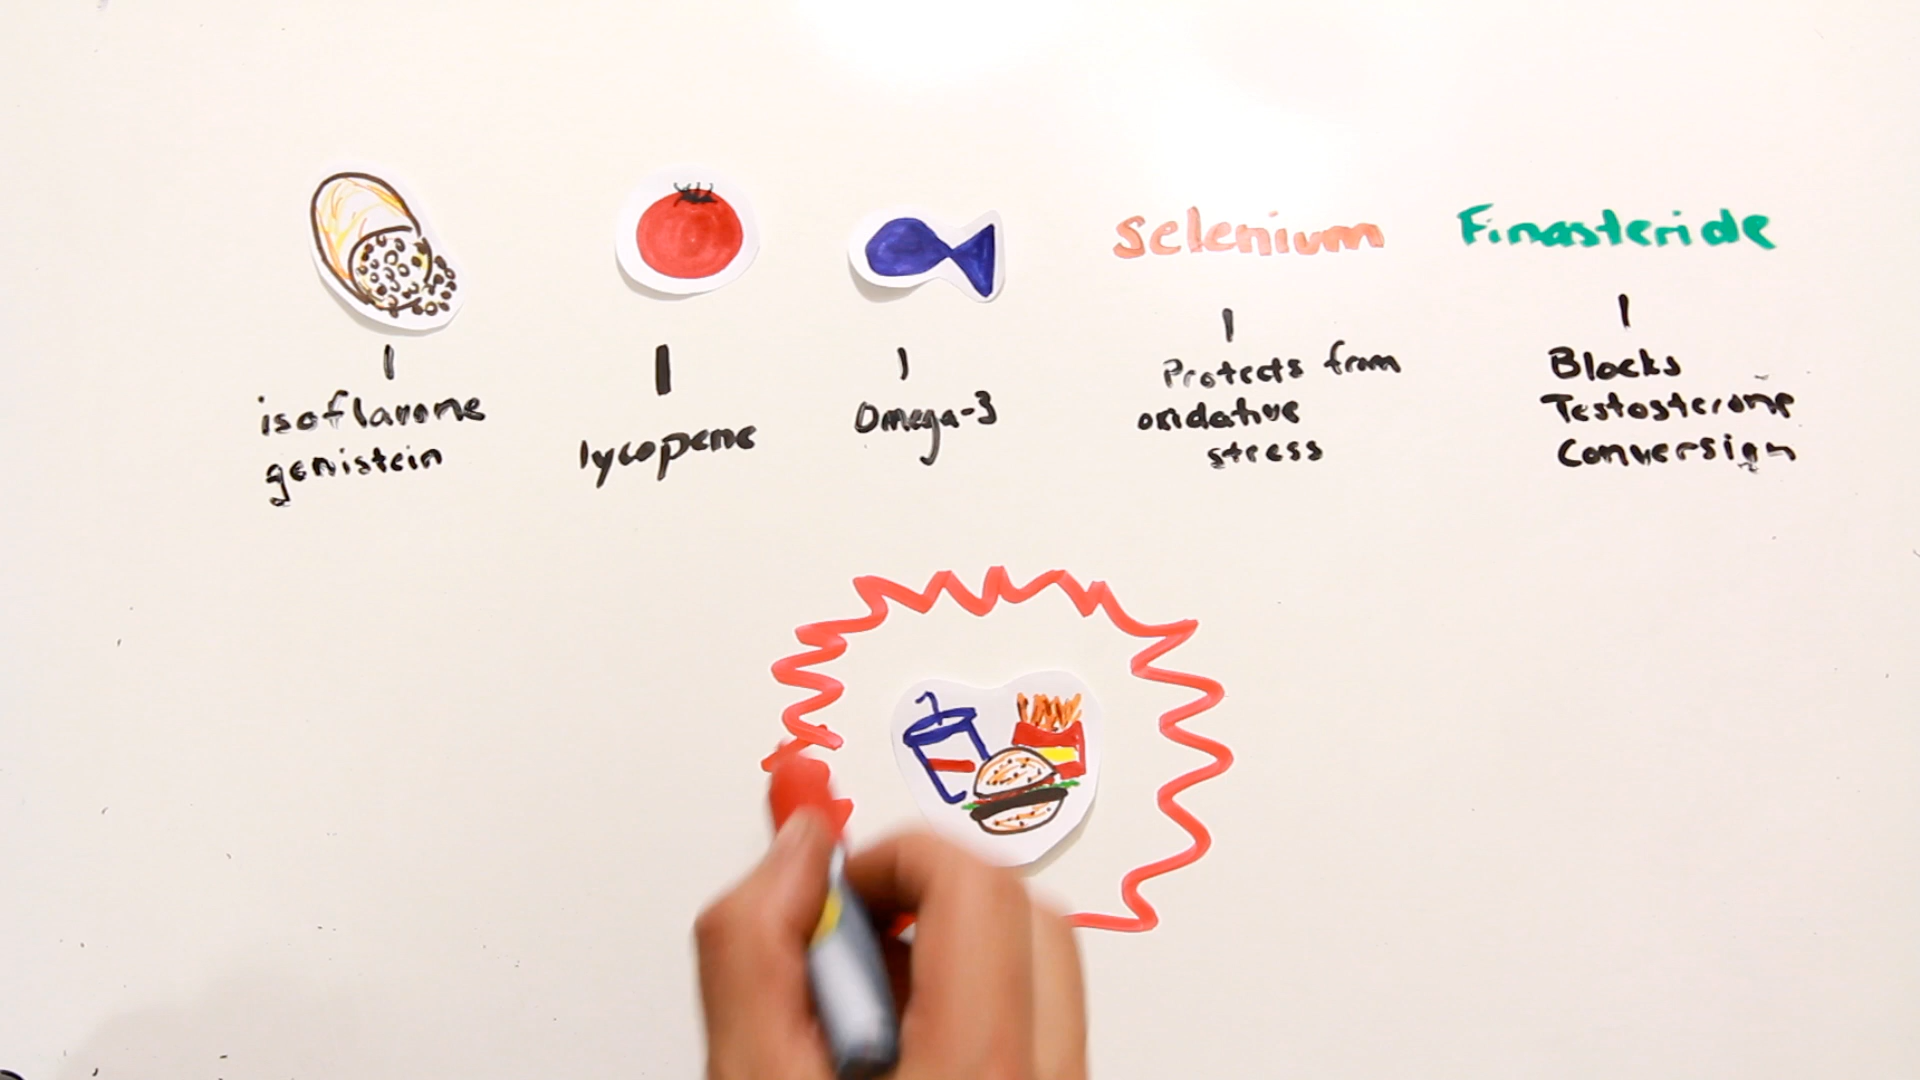 Selenium
Finasteride
isoflavone
genistein
lycopene
Omega-3
Protects from
oxidative
stress
Blocks
Testosterone
Conversion